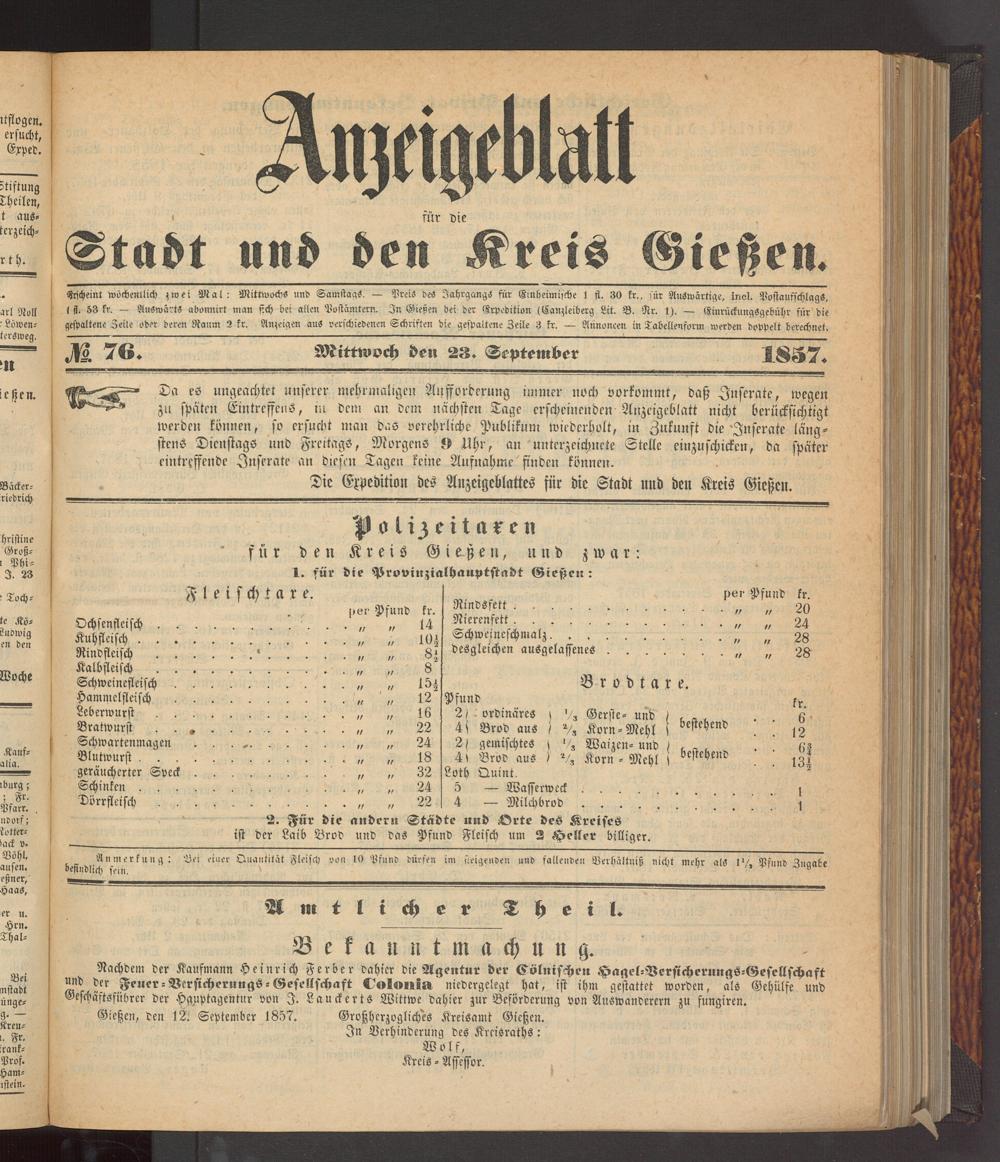 Anzeigeblatt
für die
Stadt und den Kreis Gießen.
Erscheint wöchentlich zwei Mal: Mittwochs und Samstags. — Preis des Jahrgangs für Einheimische 1 fl. 30 kr., für Auswärtige, incl. Postaufschlags,
1 fl. 53 kr. — Auswärts abonnirt man sich bei allen Postämtern. In Gießen bei der Expedition (Canzleiberg Lit. B. Nr. 1). — Einrückungsgebühr für die
gespaltene Zeile oder deren Raum 2 kr. Anzeigen aus verschiedenen Schriften die gespaltene Zeile 3 kr. — Annoncen in Tabellenform werden doppelt berechnet.
№ 76. Mittwoch den 23. September 1857.
Da es ungeachtet unserer mehrmaligen Aufforderung immer noch vorkommt, daß Inserate, wegen
zu späten Eintreffens, in dem an dem nächsten Tage erscheinenden Anzeigeblatt nicht berücksichtigt
werden können, so ersucht man das verehrliche Publikum wiederholt, in Zukunft die Inserate läng-
stens Dienstags und Freitags, Morgens 9 Uhr, an unterzeichnete Stelle einzuschicken, da später
eintreffende Inserate an diesen Tagen keine Aufnahme finden können.
Die Expedition des Anzeigeblattes für die Stadt und den Kreis Gießen.
Polizeitaxen
für den Kreis Gießen, und zwar:
1. für die Provinzialhauptstadt Gießen:
Fleischtaxe.
per Pfund kr.
Ochsenfleisch . . . . . . . . „ „ 14
Kuhfleisch . . . . . . . . „ „ 10½
Rindfleisch . . . . . . . . „ „ 8½
Kalbfleisch . . . . . . . . „ „ 8
Schweinefleisch . . . . . . . . „ „ 15½
Hammelfleisch . . . . . . . . „ „ 12
Leberwurst . . . . . . . . „ „ 16
Bratwurst . . . . . . . . „ „ 22
Schwartenmagen . . . . . . . . „ „ 24
Blutwurst . . . . . . . . „ „ 18
geräucherter Speck . . . . . . . . „ „ 32
Schinken . . . . . . . . „ „ 24
Dörrfleisch . . . . . . . . „ „ 22
per Pfund kr.
Rindsfett . . . . . . . . „ „ 20
Nierenfett . . . . . . . . „ „ 24
Schweineschmalz . . . . . . . . „ „ 28
desgleichen ausgelassenes . . . . . . „ „ 28
Brodtaxe.
Pfund kr.
2) ordinäres ) ⅓ Gerste- und ) bestehend . . 6
4) Brod aus ) ⅔ Korn-Mehl ) . . 12
2) gemischtes ) ⅓ Waizen- und ) bestehend . . 6¾
4) Brod aus ) ⅔ Korn-Mehl ) . . 13½
Loth Quint.
5 — Wasserweck . . . . . . . . 1
4 — Milchbrod . . . . . . . . 1
2. Für die andern Städte und Orte des Kreises
ist der Laib Brod und das Pfund Fleisch um 2 Heller billiger.
Anmerkung: Bei einer Quantität Fleisch von 10 Pfund dürfen im steigenden und fallenden Verhältniß nicht mehr als 1½ Pfund Zugabe
befindlich sein.
Amtlicher Theil.
Bekanntmachung.
Nachdem der Kaufmann Heinrich Ferber dahier die Agentur der Cölnischen Hagel-Versicherungs-Gesellschaft
und der Feuer-Versicherungs-Gesellschaft Colonia niedergelegt hat, ist ihm gestattet worden, als Gehülfe und
Geschäftsführer der Hauptagentur von J. Lauckerts Wittwe dahier zur Beförderung von Auswanderern zu fungiren.
Gießen, den 12. September 1857. Großherzogliches Kreisamt Gießen.
In Verhinderung des Kreisraths:
Wolf,
Kreis-Assessor.